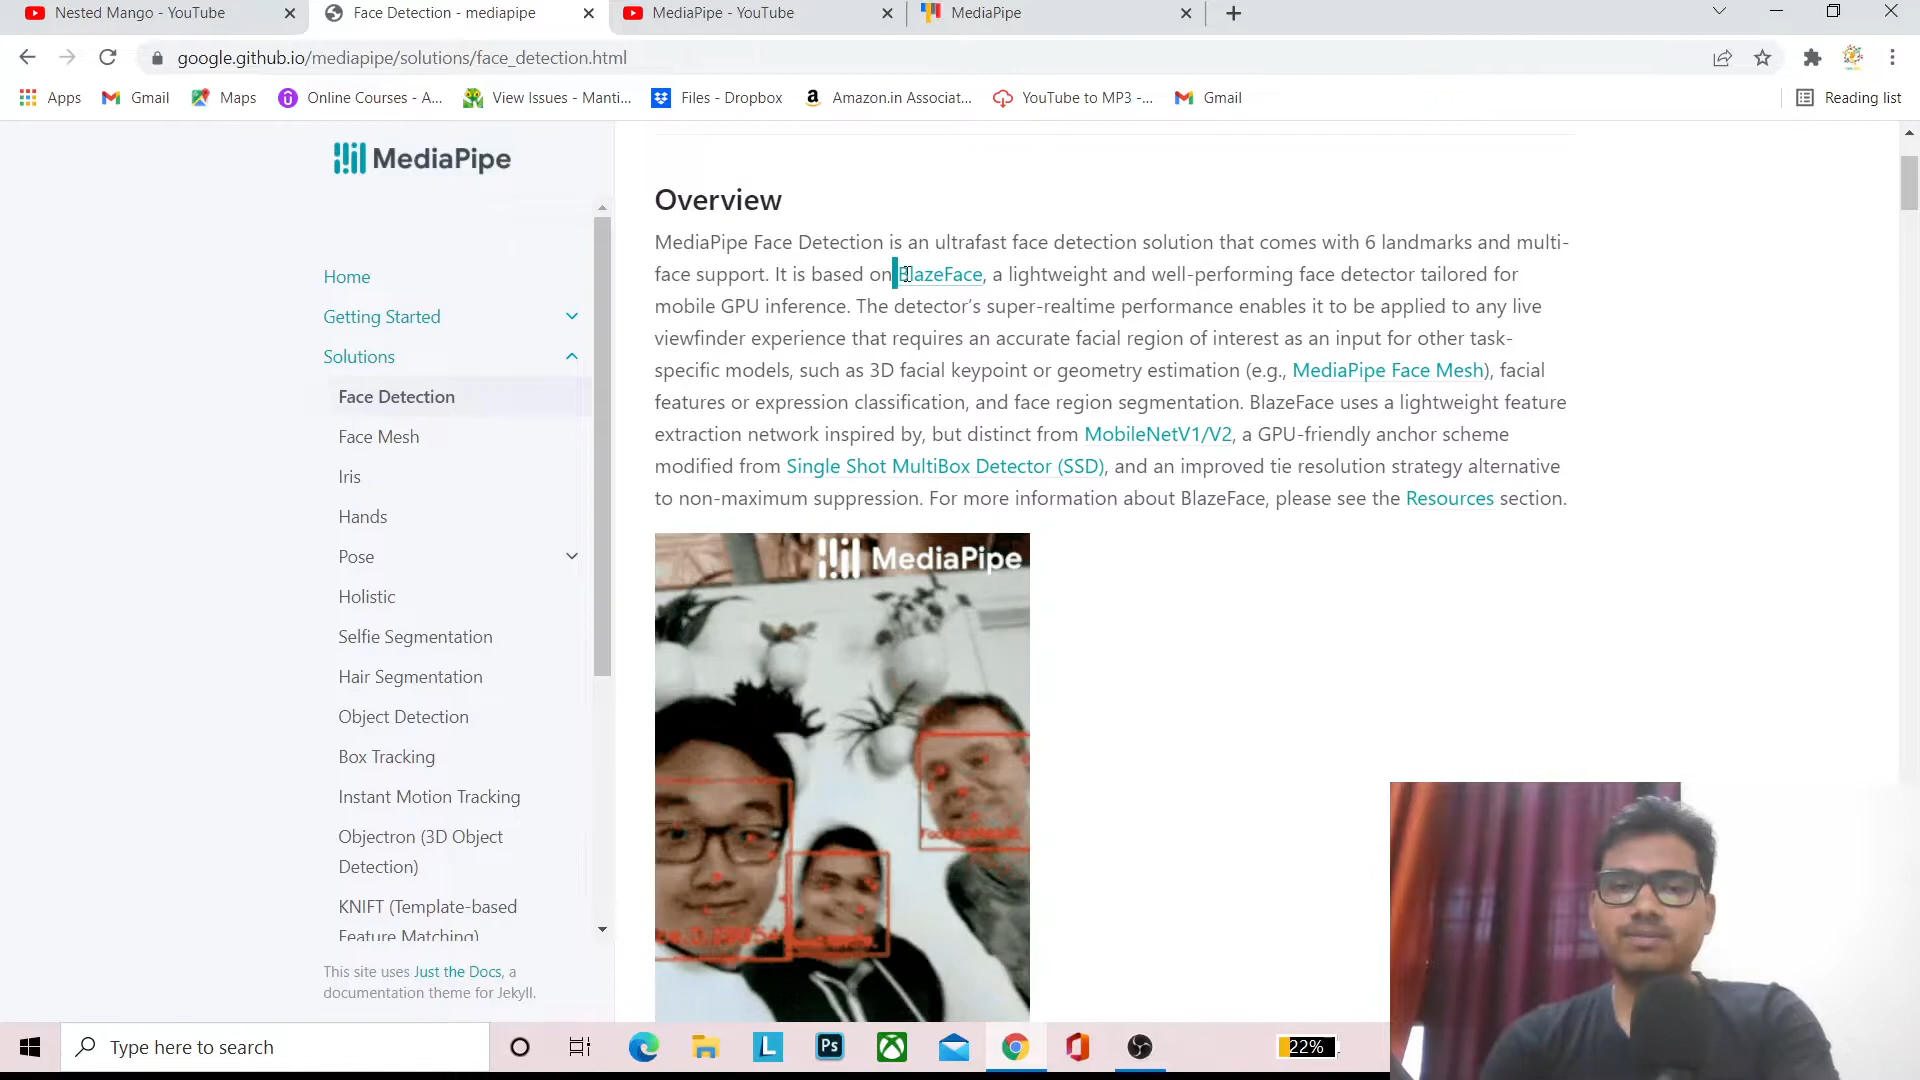 Nested Mango - YouTube
Face Detection - mediapipe
MediaPipe - YouTube
MediaPipe
google.github.io/mediapipe/solutions/face_detection.html
Apps
Gmail
Maps
Online Courses - A...
View Issues - Manti...
Files - Dropbox
Amazon.in Associat...
YouTube to MP3 -...
Gmail
Reading list
MediaPipe
Home
Getting Started
Solutions
Face Detection
Face Mesh
Iris
Hands
Pose
Holistic
Selfie Segmentation
Hair Segmentation
Object Detection
Box Tracking
Instant Motion Tracking
Objectron (3D Object
Detection)
KNIFT (Template-based
Feature Matching)
This site uses Just the Docs, a
documentation theme for Jekyll.
Overview
MediaPipe Face Detection is an ultrafast face detection solution that comes with 6 landmarks and multi-
face support. It is based on BlazeFace, a lightweight and well-performing face detector tailored for
mobile GPU inference. The detector's super-realtime performance enables it to be applied to any live
viewfinder experience that requires an accurate facial region of interest as an input for other task-
specific models, such as 3D facial keypoint or geometry estimation (e.g., MediaPipe Face Mesh), facial
features or expression classification, and face region segmentation. BlazeFace uses a lightweight feature
extraction network inspired by, but distinct from MobileNetV1/V2, a GPU-friendly anchor scheme
modified from Single Shot MultiBox Detector (SSD), and an improved tie resolution strategy alternative
to non-maximum suppression. For more information about BlazeFace, please see the Resources section.
MediaPipe
Type here to search
L
Ps
22%